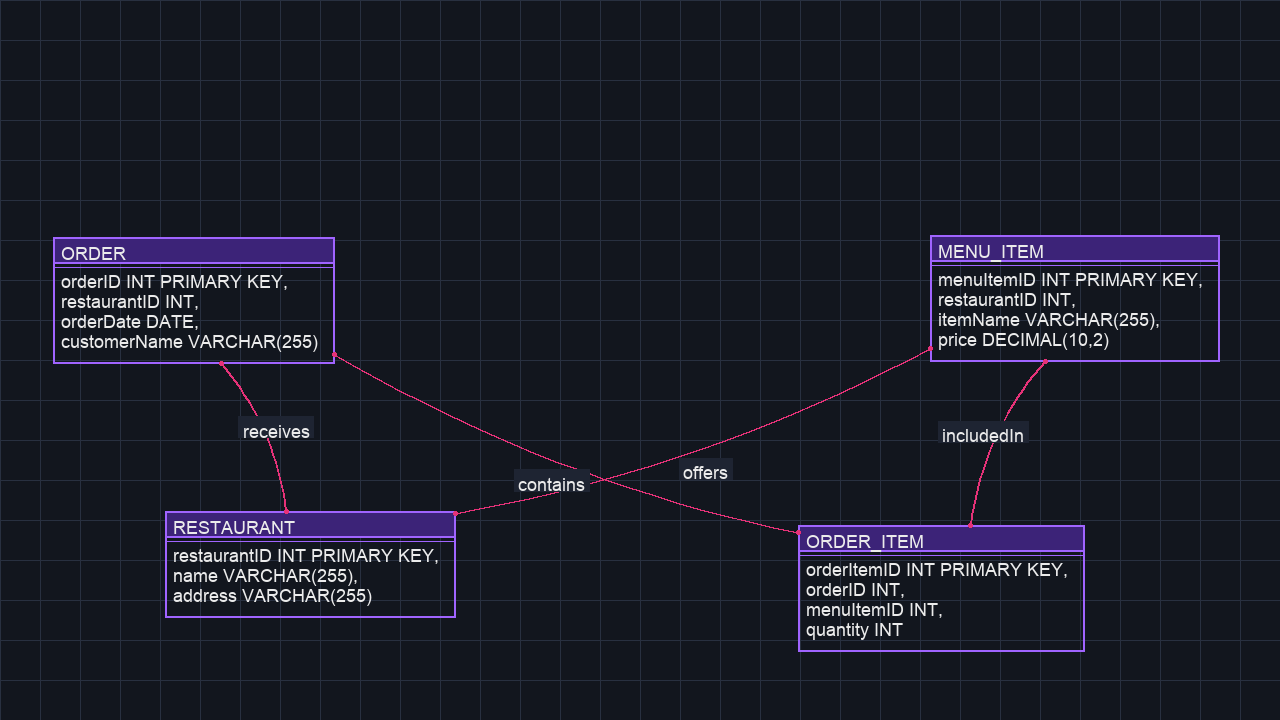 ORDER
orderID INT PRIMARY KEY,
restaurantID INT,
orderDate DATE,
customerName VARCHAR(255)
MENU_ITEM
menuItemID INT PRIMARY KEY,
restaurantID INT,
itemName VARCHAR(255),
price DECIMAL(10,2)
receives
includedIn
contains
offers
RESTAURANT
restaurantID INT PRIMARY KEY,
name VARCHAR(255),
address VARCHAR(255)
ORDER_ITEM
orderItemID INT PRIMARY KEY,
orderID INT,
menuItemID INT,
quantity INT